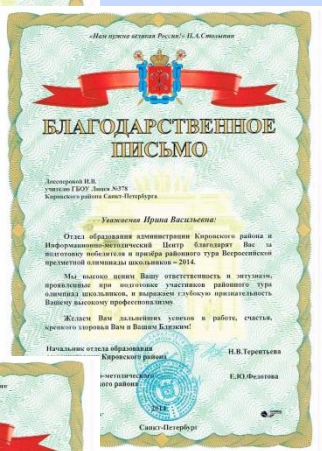 «Нам нужна великая Россия!» П.А.Столыпин
БЛАГОДАРСТВЕННОЕ
ПИСЬМО
И.В.
учителю ГБОУ Лицея №378
Кировского района Санкт-Петербурга
Уважаемая Ирина Васильевна!
Отдел образования администрации Кировского района и
Информационно-методический Центр благодарят Вас за
подготовку победителя и призёра районного тура Всероссийской
предметной олимпиады школьников – 2014.
Мы высоко ценим Вашу ответственность и энтузиазм,
проявленные при подготовке участников районного тура
олимпиад школьников, и выражаем глубокую признательность
Вашему высокому профессионализму.
Желаем Вам дальнейших успехов в работе, счастья,
крепкого здоровья Вам и Вашим Близким!
Начальник отдела образования
Кировского района
Н.В.Терентьева
-методического
района
Е.Ю.Федотова
2014
Санкт-Петербург